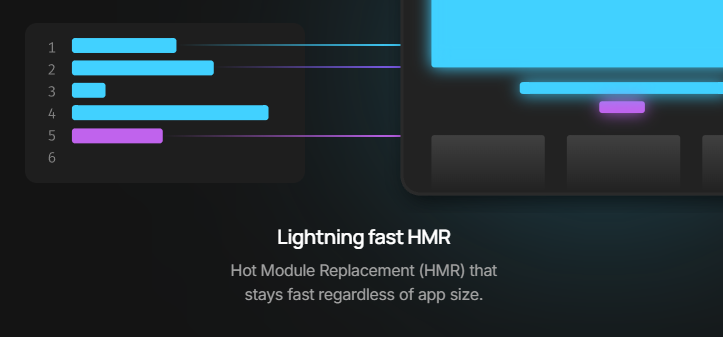 1
2
3
4
5
6
Lightning fast HMR
Hot Module Replacement (HMR) that
stays fast regardless of app size.